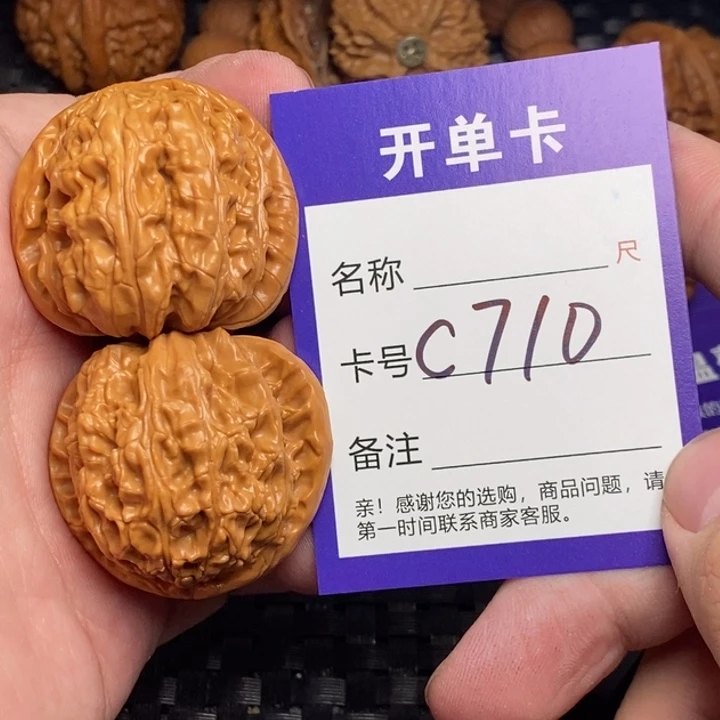 开单卡
名称 尺
卡号C710
备注
亲！感谢您的选购，商品问题，请
第一时间联系商家客服。